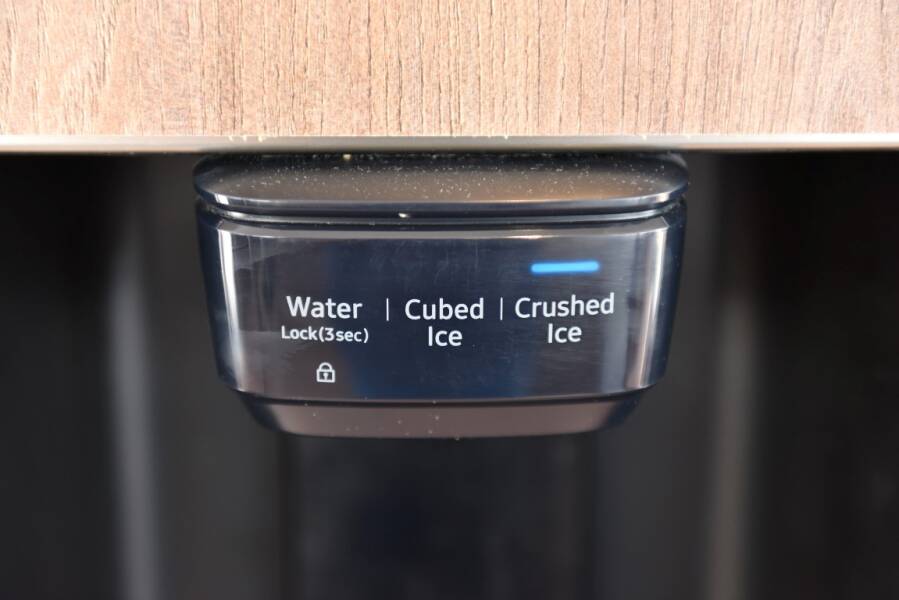 Water | Cubed | Crushed
Lock(3sec) Ice Ice